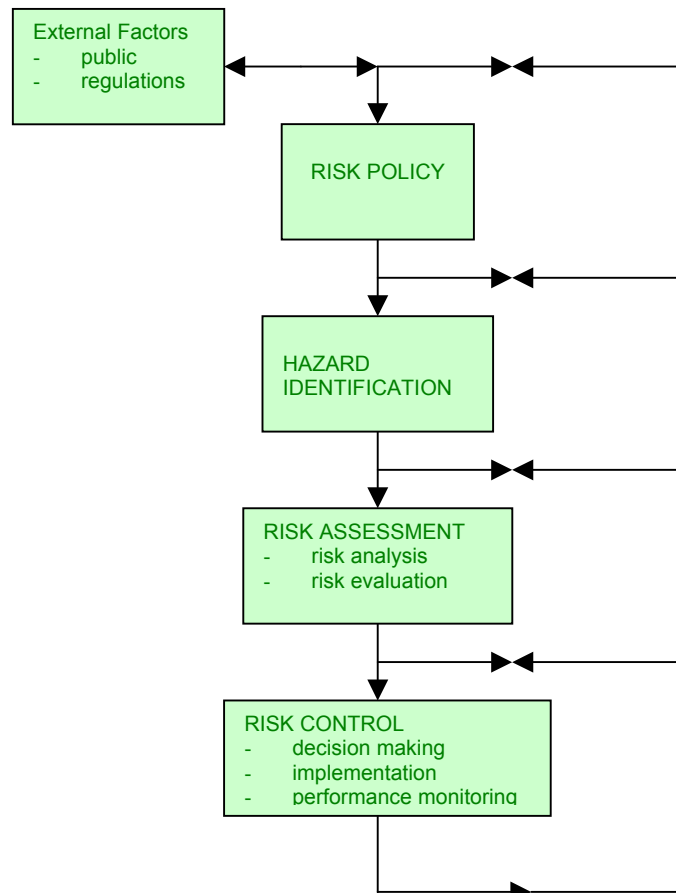 External Factors
- public
- regulations
RISK POLICY
HAZARD
IDENTIFICATION
RISK ASSESSMENT
- risk analysis
- risk evaluation
RISK CONTROL
- decision making
- implementation
- performance monitoring